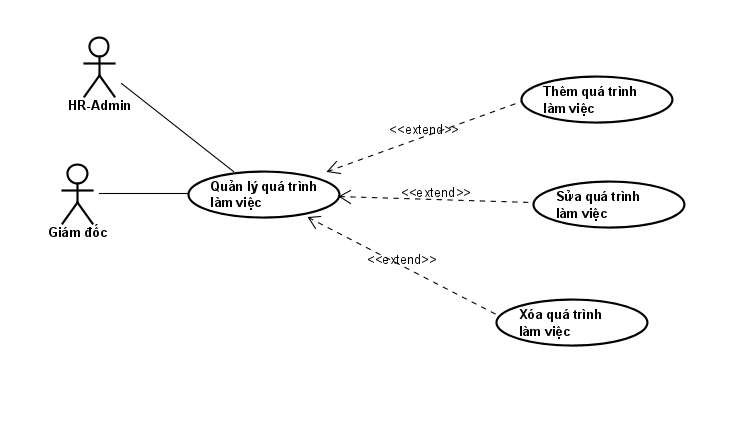 HR-Admin
Giám đốc
Quản lý quá trình
làm việc
<<extend>>
<<extend>>
<<extend>>
Thêm quá trình
làm việc
Sửa quá trình
làm việc
Xóa quá trình
làm việc